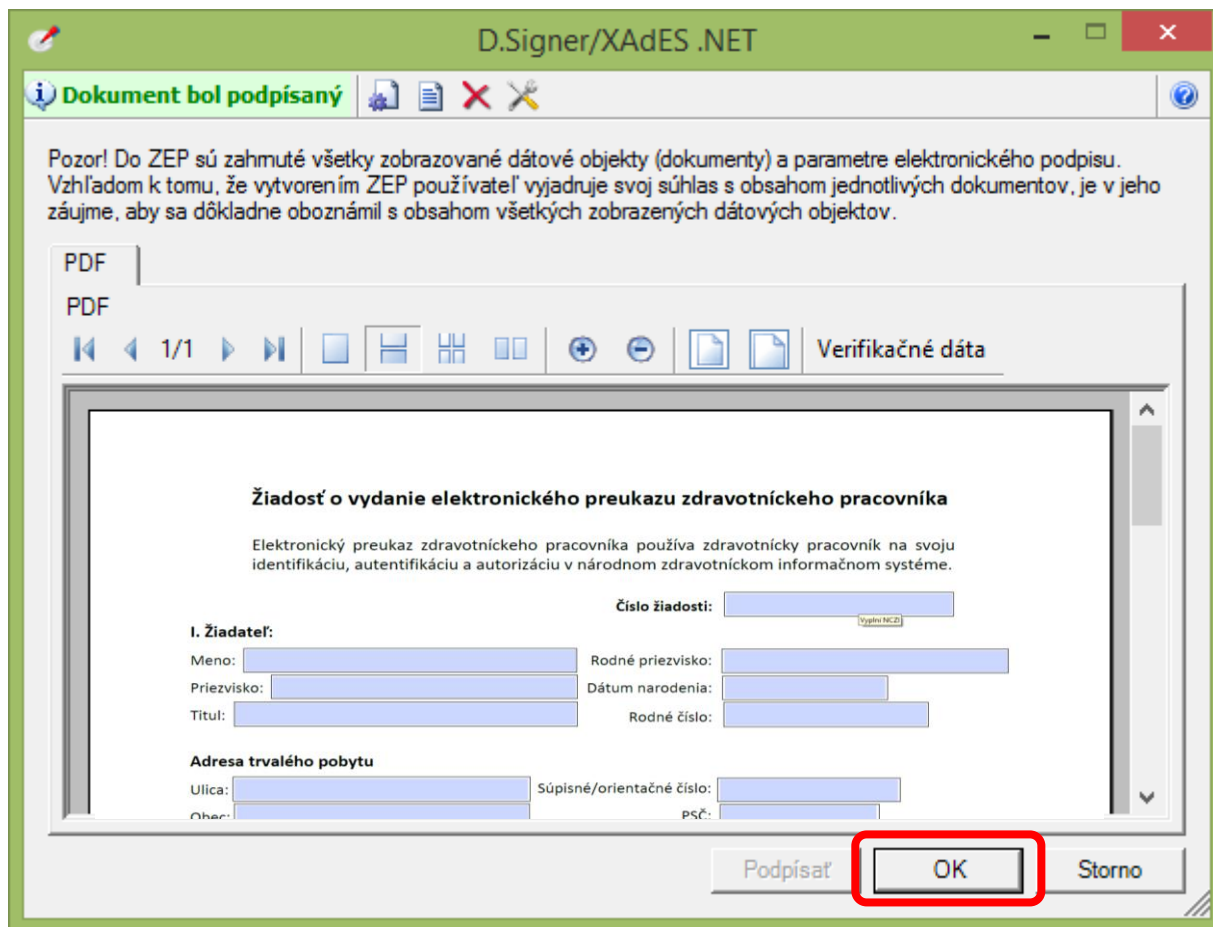 D.Signer/XAdES .NET
Dokument bol podpísaný
Pozor! Do ZEP sú zahrnuté všetky zobrazované dátové objekty (dokumenty) a parametre elektronického podpisu.
Vzhľadom k tomu, že vytvorením ZEP používateľ vyjadruje svoj súhlas s obsahom jednotlivých dokumentov, je v jeho
záujme, aby sa dôkladne oboznámil s obsahom všetkých zobrazených dátových objektov.
PDF
PDF
1/1 Verifikačné dáta
Žiadosť o vydanie elektronického preukazu zdravotníckeho pracovníka
Elektronický preukaz zdravotníckeho pracovníka používa zdravotnícky pracovník na svoju
identifikáciu, autentifikáciu a autorizáciu v národnom zdravotníckom informačnom systéme.
Číslo žiadosti:
Vyplní NCZI
I. Žiadateľ:
Meno: Rodné priezvisko:
Priezvisko: Dátum narodenia:
Titul: Rodné číslo:
Adresa trvalého pobytu
Ulica: Súpisné/orientačné číslo:
Obec: PSČ:
Podpísať OK Storno